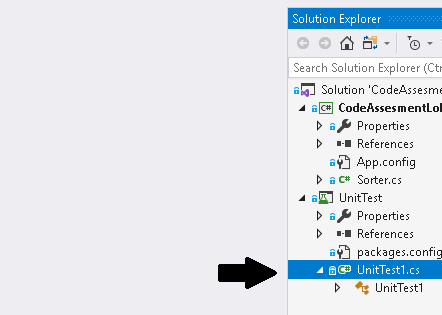 Solution Explorer
Search Solution Explorer (Ctr
Solution 'CodeAssesme
C# CodeAssesmentLol
Properties
References
App.config
C# Sorter.cs
UnitTest
Properties
References
packages.config
C# UnitTest1.cs
UnitTest1